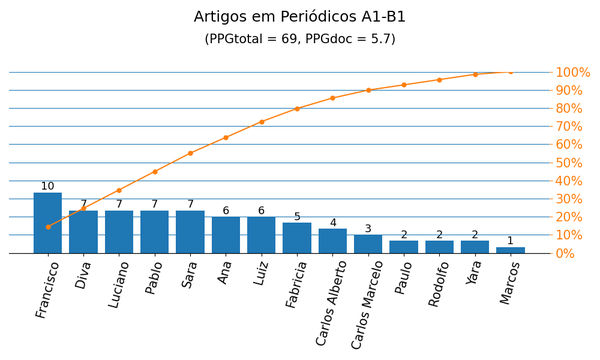 Artigos em Periódicos A1-B1
(PPGtotal = 69, PPGdoc = 5.7)
100%
90%
80%
70%
60%
50%
40%
30%
20%
10%
0%
10
7
7
7
7
6
6
5
4
3
2
2
2
1
Francisco
Diva
Luciano
Pablo
Sara
Ana
Luiz
Fabricia
Carlos Alberto
Carlos Marcelo
Paulo
Rodolfo
Yara
Marcos